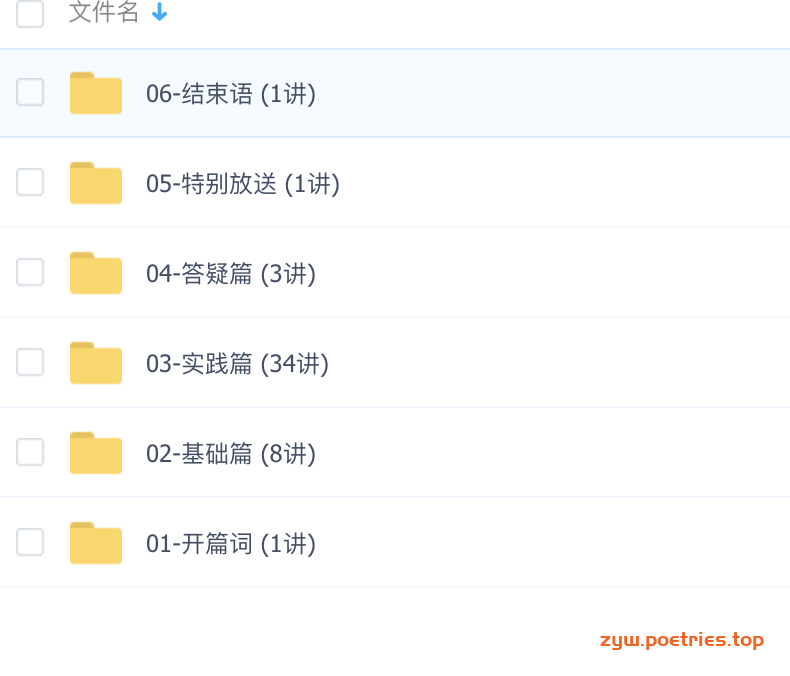 文件名
06-结束语 (1讲)
05-特别放送 (1讲)
04-答疑篇 (3讲)
03-实践篇 (34讲)
02-基础篇 (8讲)
01-开篇词 (1讲)
zyw.poetries.top